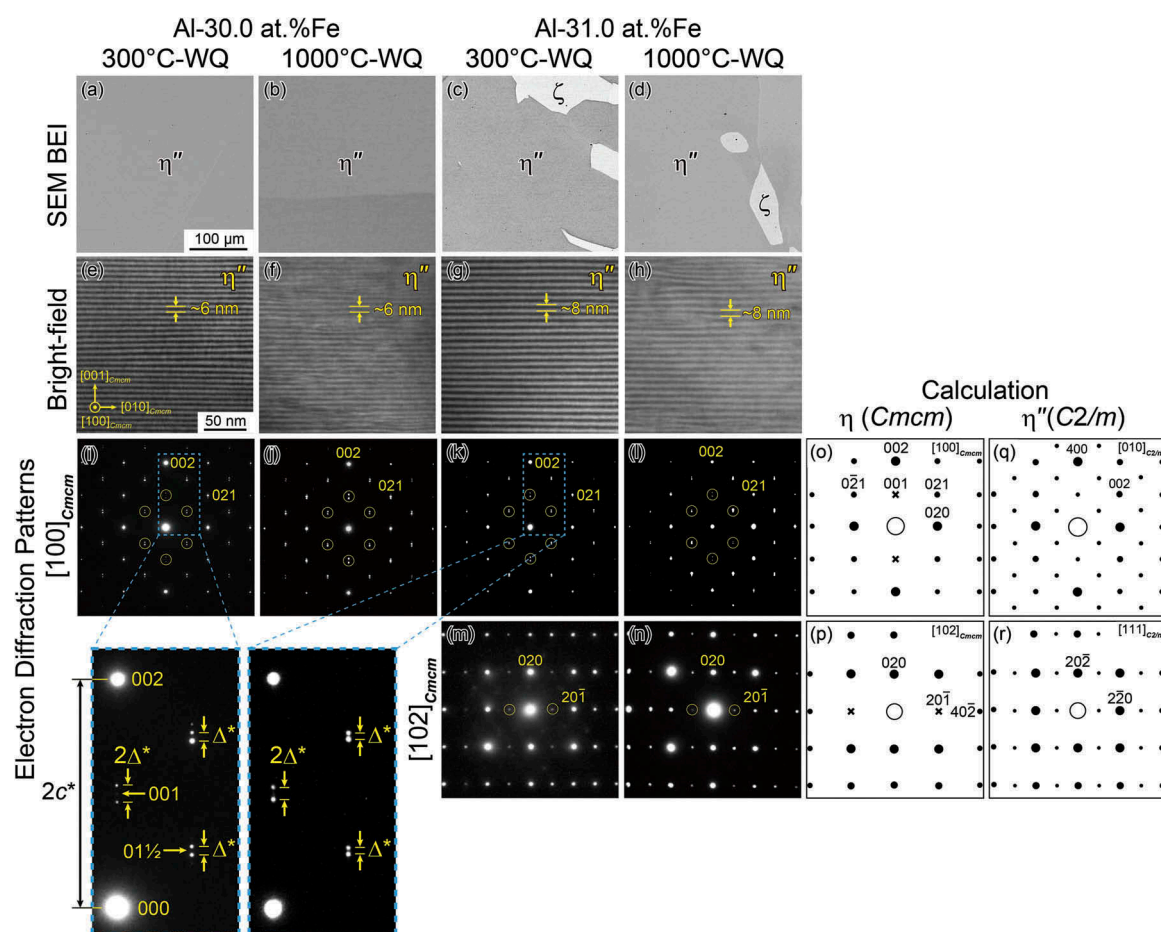 Al-30.0 at.%Fe
Al-31.0 at.%Fe
300°C-WQ
1000°C-WQ
300°C-WQ
1000°C-WQ
SEM BEI
(a)
η″
100 μm
(b)
η″
(c)
ζ
η″
(d)
η″
ζ
Bright-field
(e)
η″
~6 nm
[001]Cmcm
[010]Cmcm
[100]Cmcm
50 nm
(f)
η″
~6 nm
(g)
η″
~8 nm
(h)
η″
~8 nm
Calculation
η (Cmcm)
η″(C2/m)
Electron Diffraction Patterns
[100]Cmcm
(i)
002
021
(j)
002
021
(k)
002
021
(l)
002
021
(o)
002
[100]Cmcm
02̄1
001
021
020
(q)
400
[010]C2/m
002
[102]Cmcm
(m)
020
201̄
(n)
020
201̄
(p)
[102]Cmcm
020
201̄
402̄
(r)
[111]C2/m
202̄
22̄0
002
Δ*
2Δ*
001
2c*
01½
Δ*
000
Δ*
2Δ*
Δ*